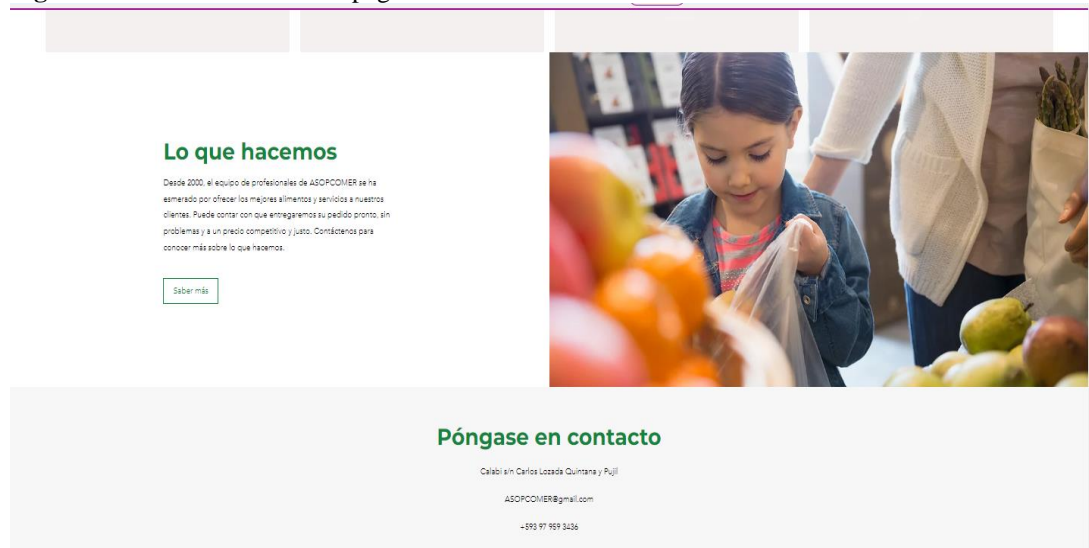 Lo que hacemos
Desde 2000, el equipo de profesionales de ASOPCOMER se ha
esmerado por ofrecer los mejores alimentos y servicios a nuestros
clientes. Puede contar con que entregaremos su pedido pronto, sin
problemas y a un precio competitivo y justo. Contáctenos para
conocer más sobre lo que hacemos.
Saber más
Póngase en contacto
Calabi s/n Carlos Lozada Quintana y Pujil
ASOPCOMER@gmail.com
+593 97 959 3436